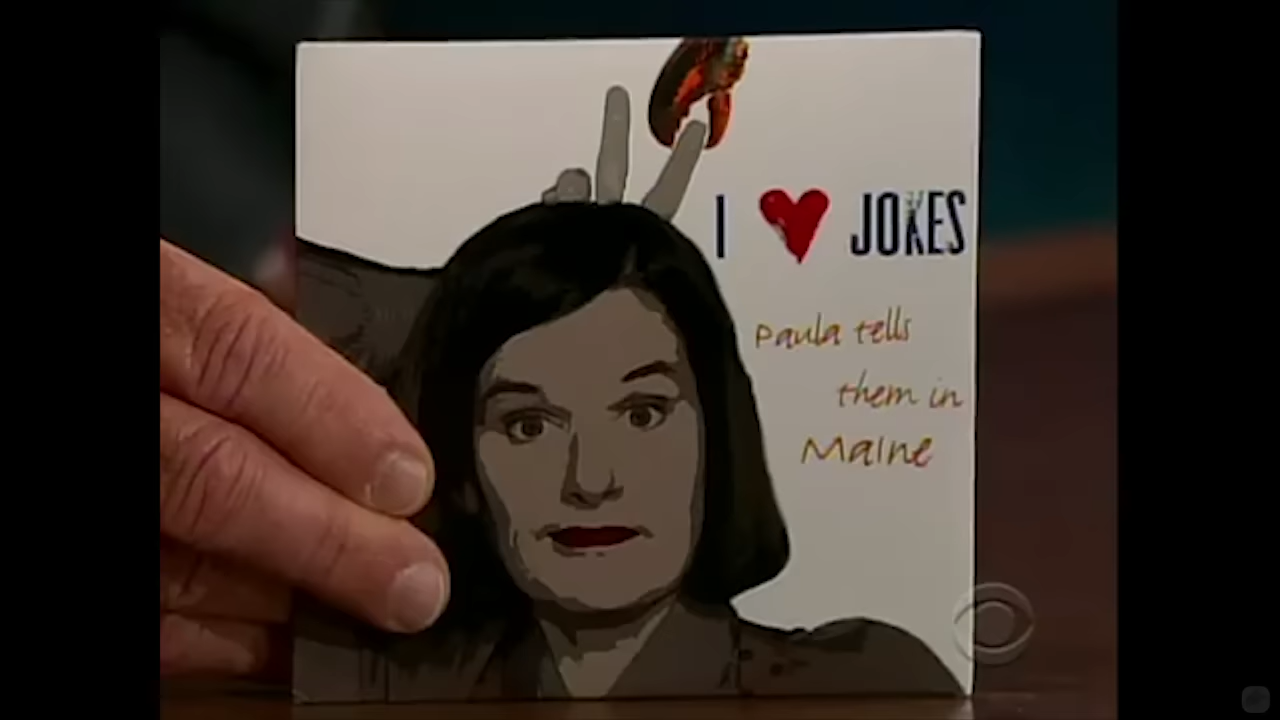 I ♥ JOKES
Paula tells
them in
Maine